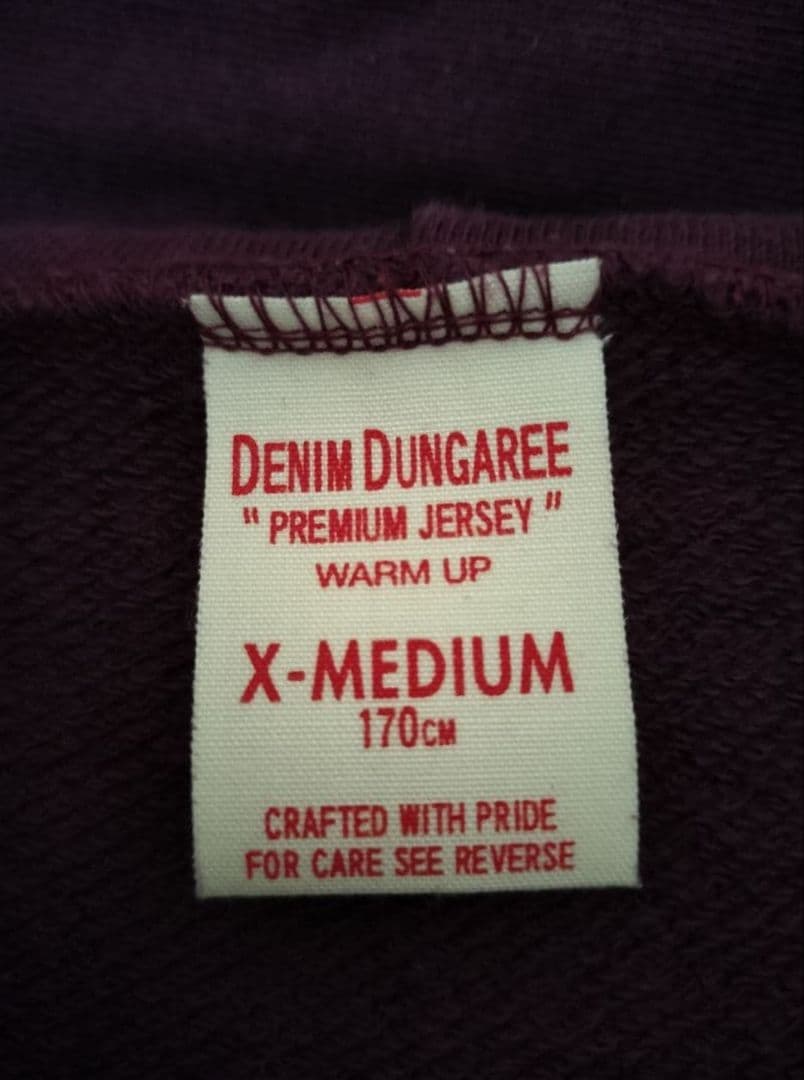 DENIM DUNGAREE
" PREMIUM JERSEY "
WARM UP
X-MEDIUM
170CM
CRAFTED WITH PRIDE
FOR CARE SEE REVERSE